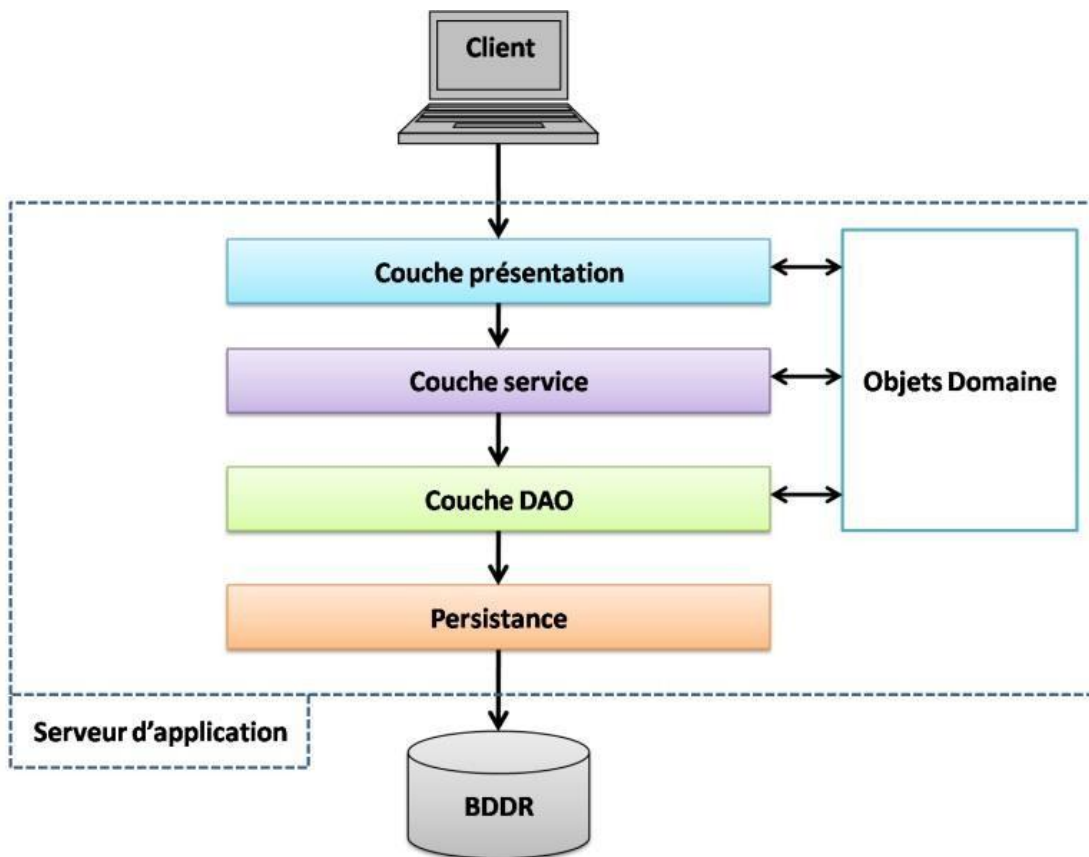 Client
Couche présentation
Couche service
Objets Domaine
Couche DAO
Persistance
Serveur d'application
BDDR